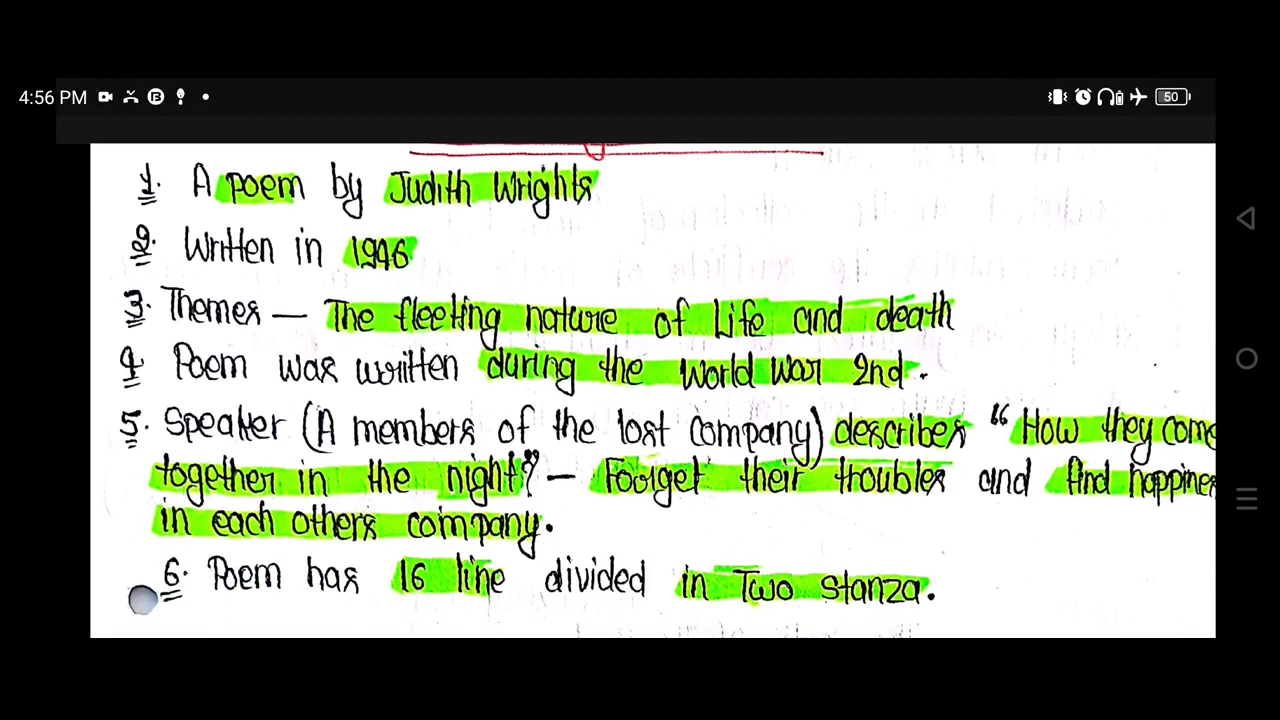 4:56 PM
50
1. A poem by Judith Wrights
2. Written in 1946
3. Themes — The fleeting nature of Life and death
4. Poem was written during the World War 2nd.
5. Speaker (A members of the lost company) describes "How they come
together in the night" — Forget their troubles and find happines
in each others company.
6. Poem has 16 line divided in Two stanza.